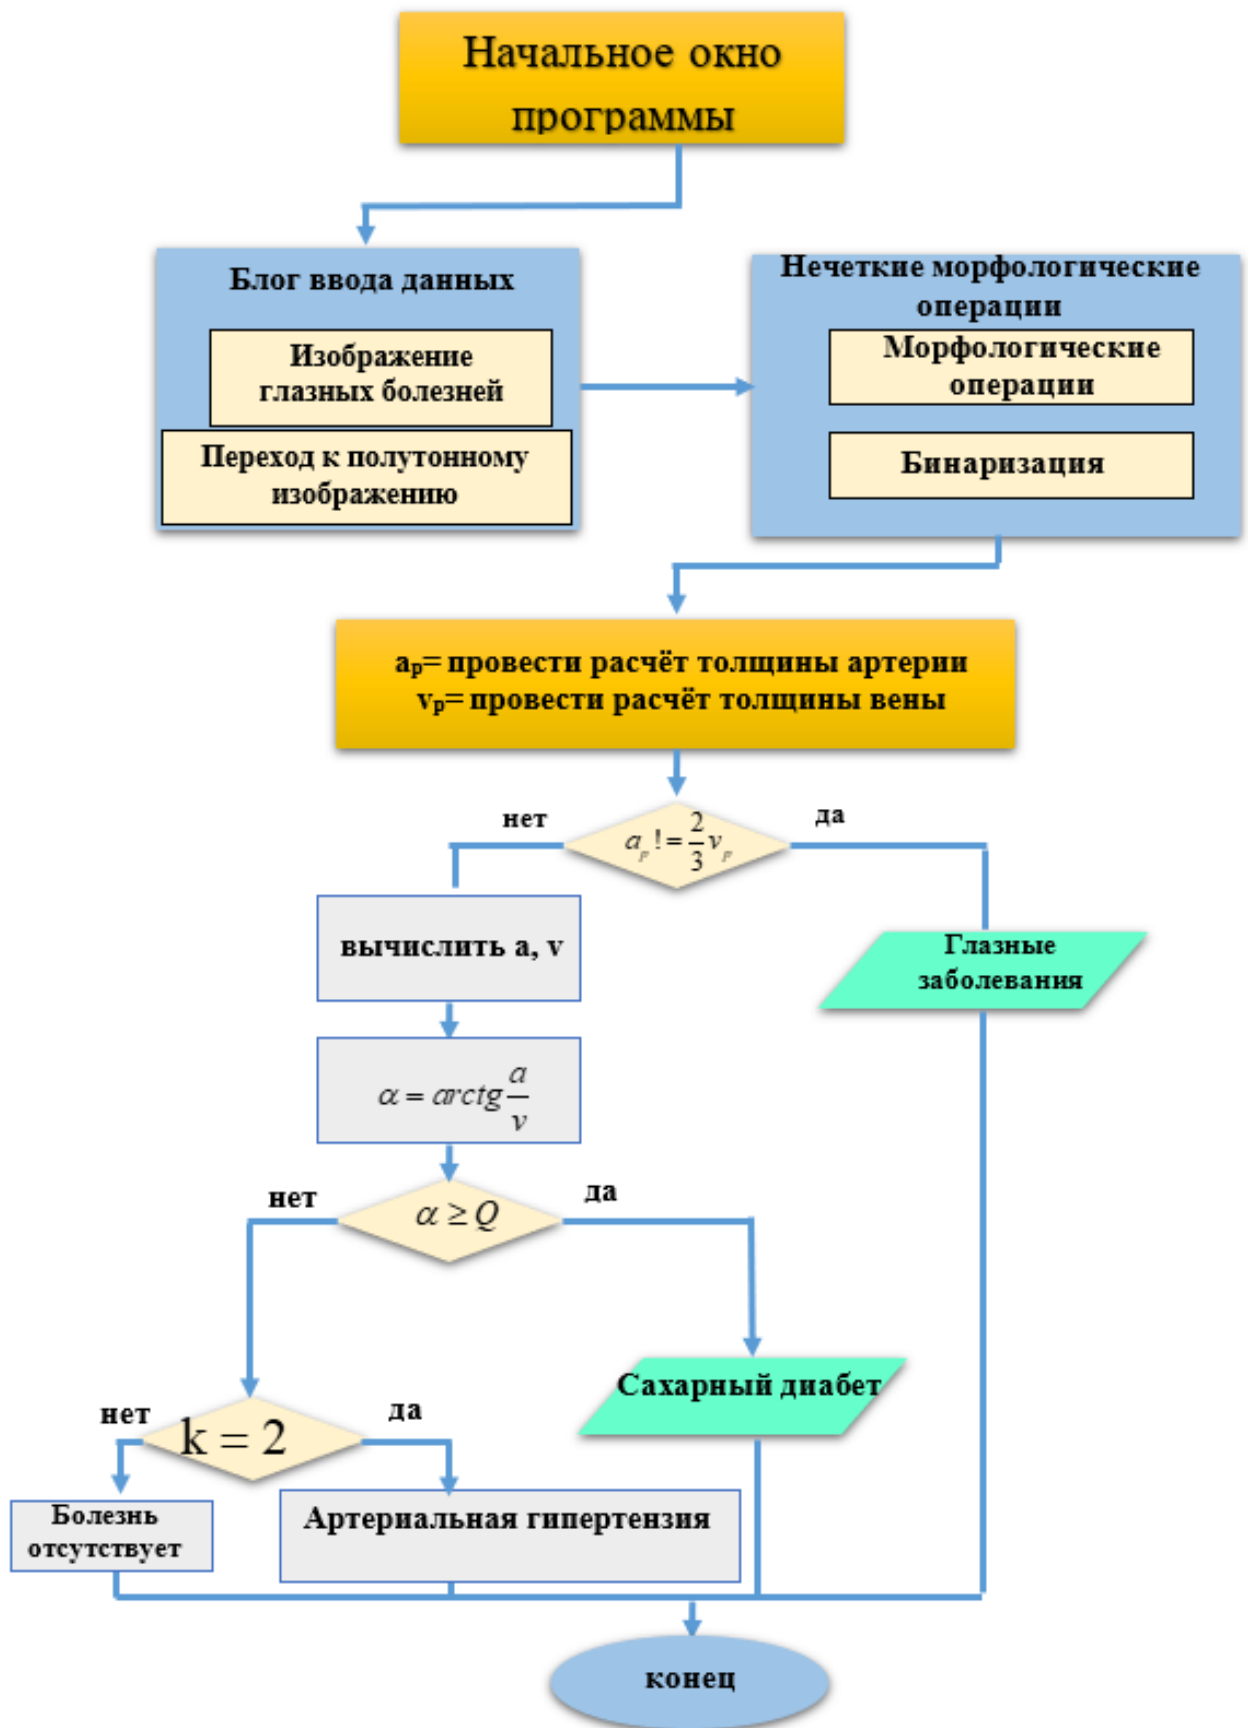 Начальное окно
программы
Блог ввода данных
Изображение
глазных болезней
Переход к полутонному
изображению
Нечеткие морфологические
операции
Морфологические
операции
Бинаризация
aₚ= провести расчёт толщины артерии
vₚ= провести расчёт толщины вены
нет
a_p != 2/3 v_p
да
вычислить a, v
Глазные
заболевания
α = arctg a/v
нет
α ≥ Q
да
Сахарный диабет
нет
k = 2
да
Болезнь
отсутствует
Артериальная гипертензия
конец